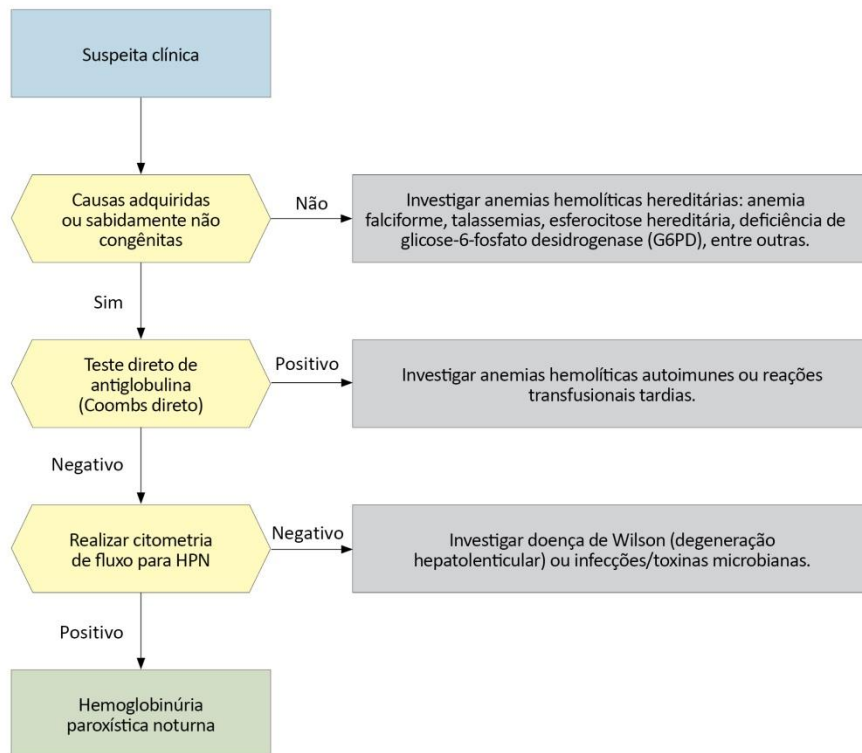 Suspeita clínica
Causas adquiridas
ou sabidamente não
congênitas
Não
Investigar anemias hemolíticas hereditárias: anemia
falciforme, talassemias, esferocitose hereditária, deficiência de
glicose-6-fosfato desidrogenase (G6PD), entre outras.
Sim
Teste direto de
antiglobulina
(Coombs direto)
Positivo
Investigar anemias hemolíticas autoimunes ou reações
transfusionais tardias.
Negativo
Realizar citometria
de fluxo para HPN
Negativo
Investigar doença de Wilson (degeneração
hepatolenticular) ou infecções/toxinas microbianas.
Positivo
Hemoglobinúria
paroxística noturna